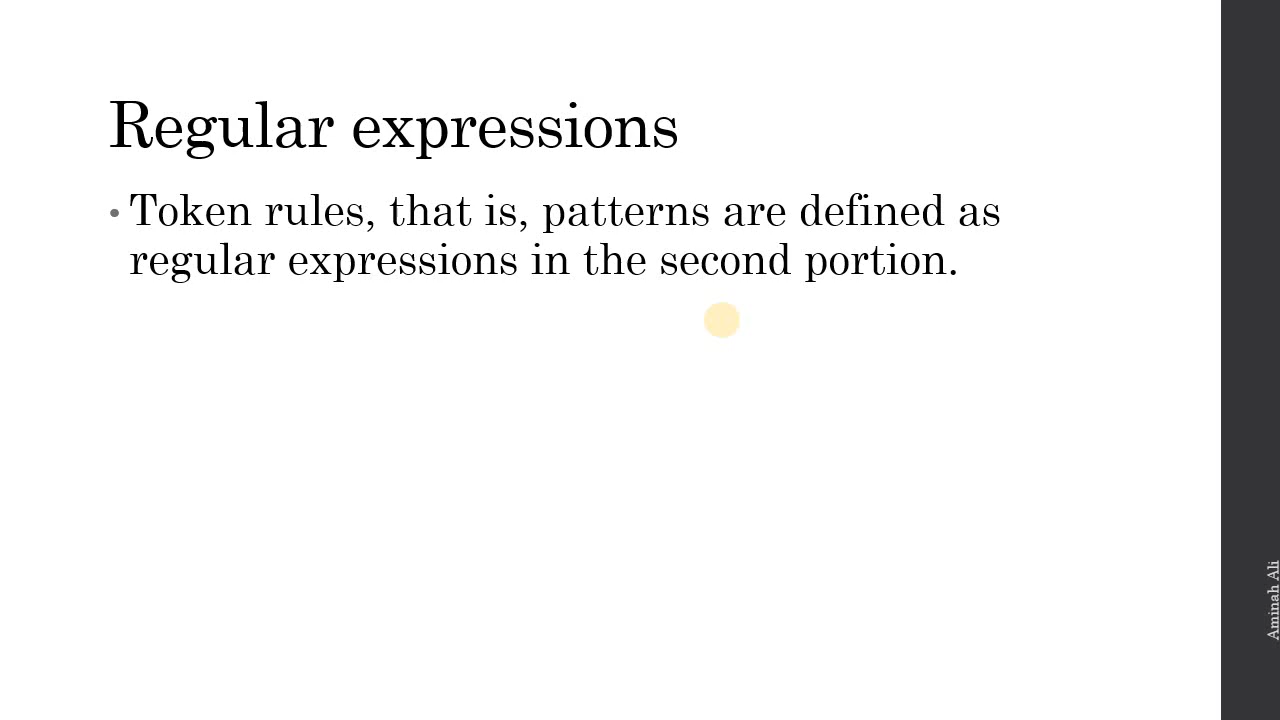 Regular expressions
• Token rules, that is, patterns are defined as
regular expressions in the second portion.
Aminah Ali